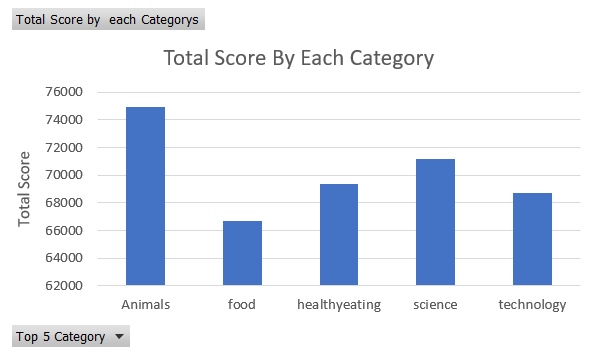 Total Score by  each Categorys
Total Score By Each Category
Total Score
76000
74000
72000
70000
68000
66000
64000
62000
Animals food healthyeating science technology
Top 5 Category